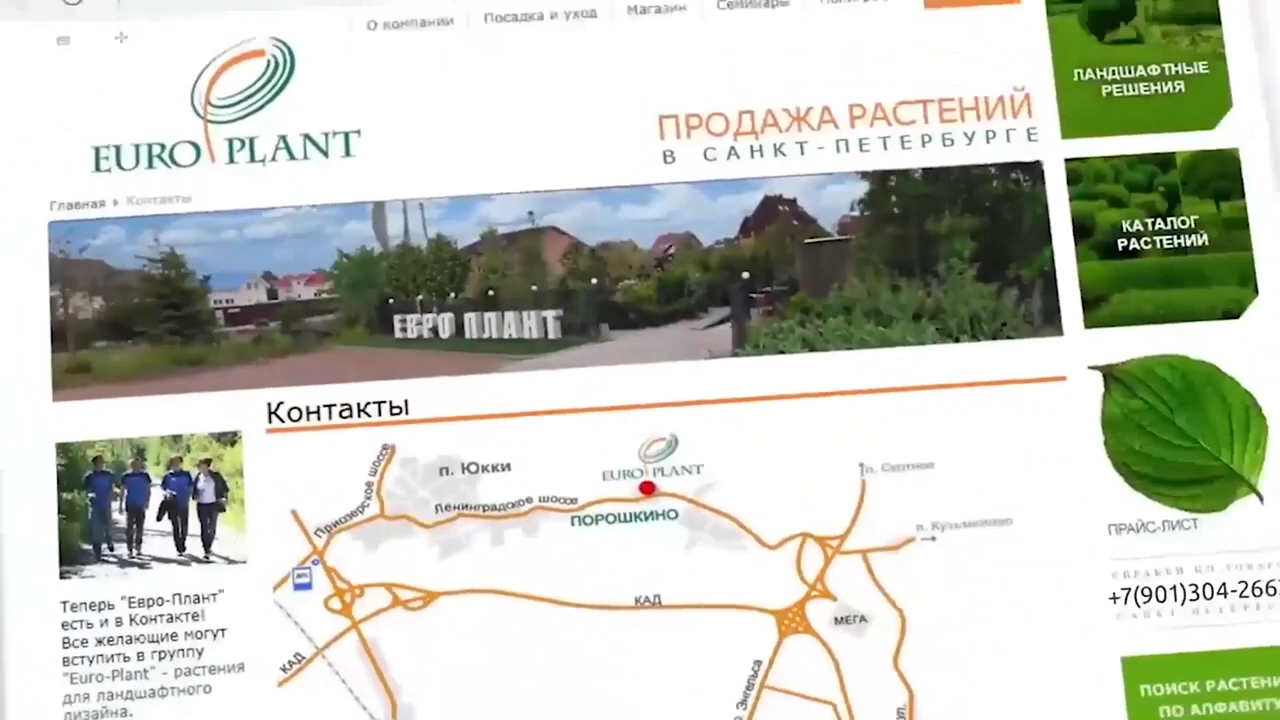 О компании
Посадка и уход
Магазин
Семинары
EURO PLANT
ПРОДАЖА РАСТЕНИЙ
В САНКТ-ПЕТЕРБУРГЕ
ЛАНДШАФТНЫЕ
РЕШЕНИЯ
Главная
Контакты
ЕВРО ПЛАНТ
КАТАЛОГ
РАСТЕНИЙ
Контакты
Приозерское шоссе
п. Юкки
EURO PLANT
Ленинградское шоссе
ПОРОШКИНО
КАД
МЕГА
КАД
Энгельса
Теперь "Евро-Плант"
есть и в Контакте!
Все желающие могут
вступить в группу
"Euro-Plant" - растения
для ландшафтного
дизайна.
ПРАЙС-ЛИСТ
+7(901)304-266
ПОИСК РАСТЕНИ
ПО АЛФАВИТУ